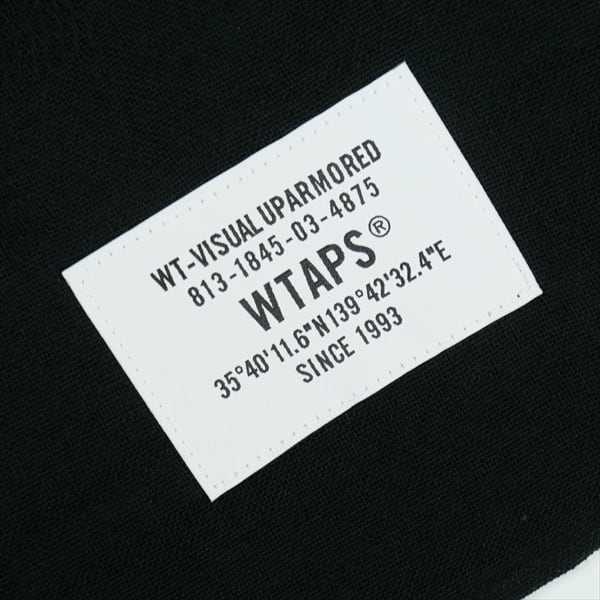 WT-VISUAL UPARMORED
813-1845-03-4875
WTAPS®
35°40'11.6"N139°42'32.4"E
SINCE 1993